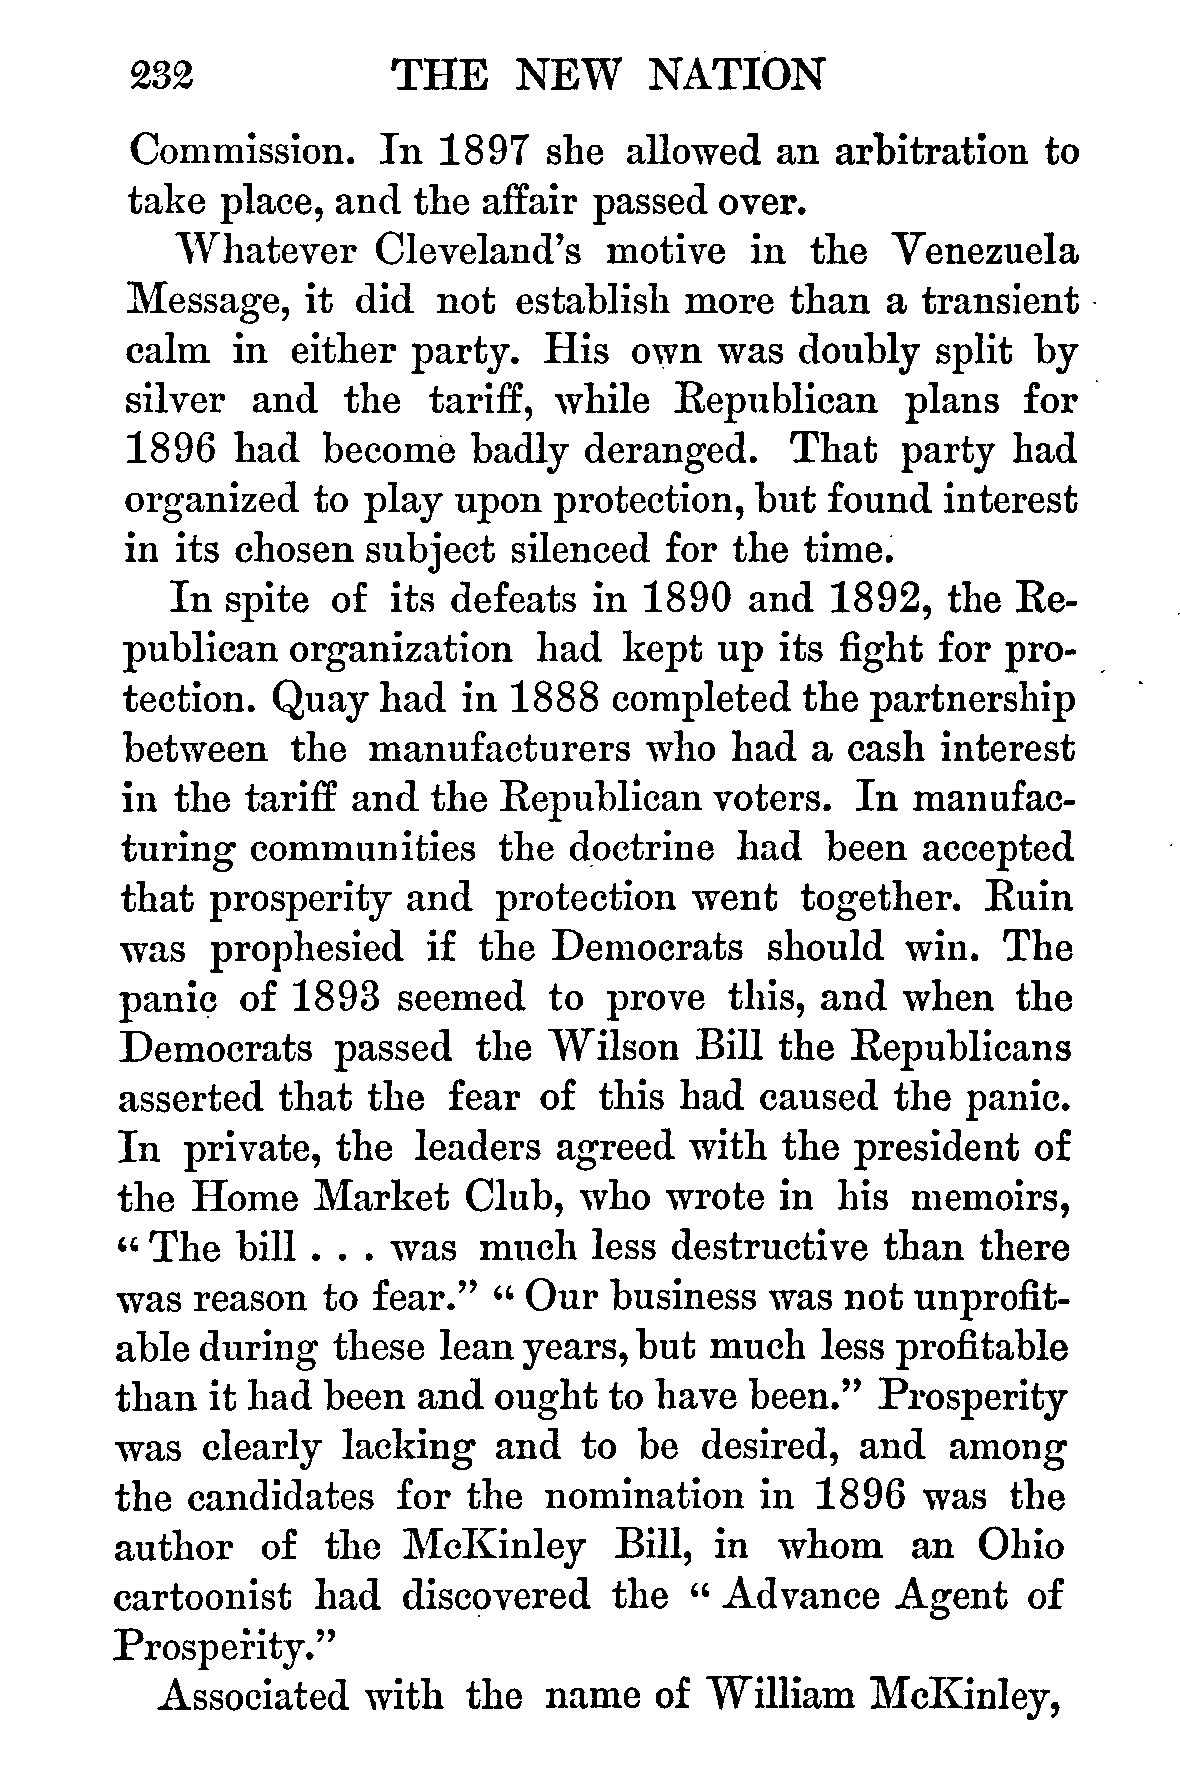 232 THE NEW NATION
Commission. In 1897 she allowed an arbitration to
take place, and the affair passed over.
Whatever Cleveland's motive in the Venezuela
Message, it did not establish more than a transient
calm in either party. His own was doubly split by
silver and the tariff, while Republican plans for
1896 had become badly deranged. That party had
organized to play upon protection, but found interest
in its chosen subject silenced for the time.
In spite of its defeats in 1890 and 1892, the Re-
publican organization had kept up its fight for pro-
tection. Quay had in 1888 completed the partnership
between the manufacturers who had a cash interest
in the tariff and the Republican voters. In manufac-
turing communities the doctrine had been accepted
that prosperity and protection went together. Ruin
was prophesied if the Democrats should win. The
panic of 1893 seemed to prove this, and when the
Democrats passed the Wilson Bill the Republicans
asserted that the fear of this had caused the panic.
In private, the leaders agreed with the president of
the Home Market Club, who wrote in his memoirs,
“The bill . . . was much less destructive than there
was reason to fear.” “Our business was not unprofit-
able during these lean years, but much less profitable
than it had been and ought to have been.” Prosperity
was clearly lacking and to be desired, and among
the candidates for the nomination in 1896 was the
author of the McKinley Bill, in whom an Ohio
cartoonist had discovered the “Advance Agent of
Prosperity.”
Associated with the name of William McKinley,